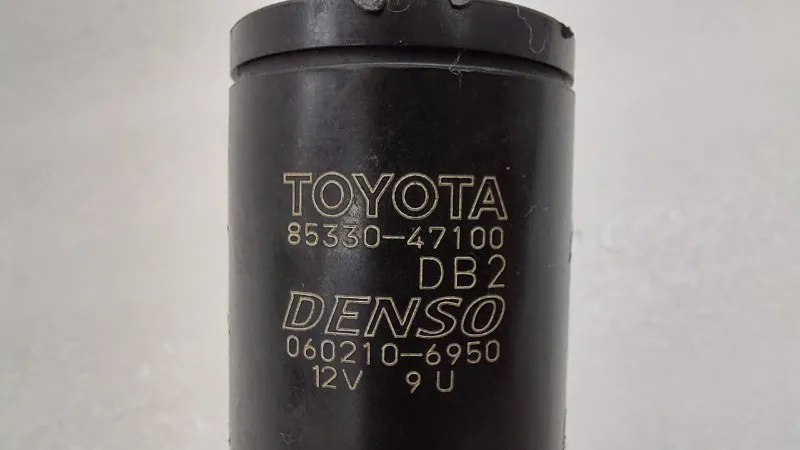 TOYOTA
85330-47100
DB2
DENSO
060210-6950
12V 9U